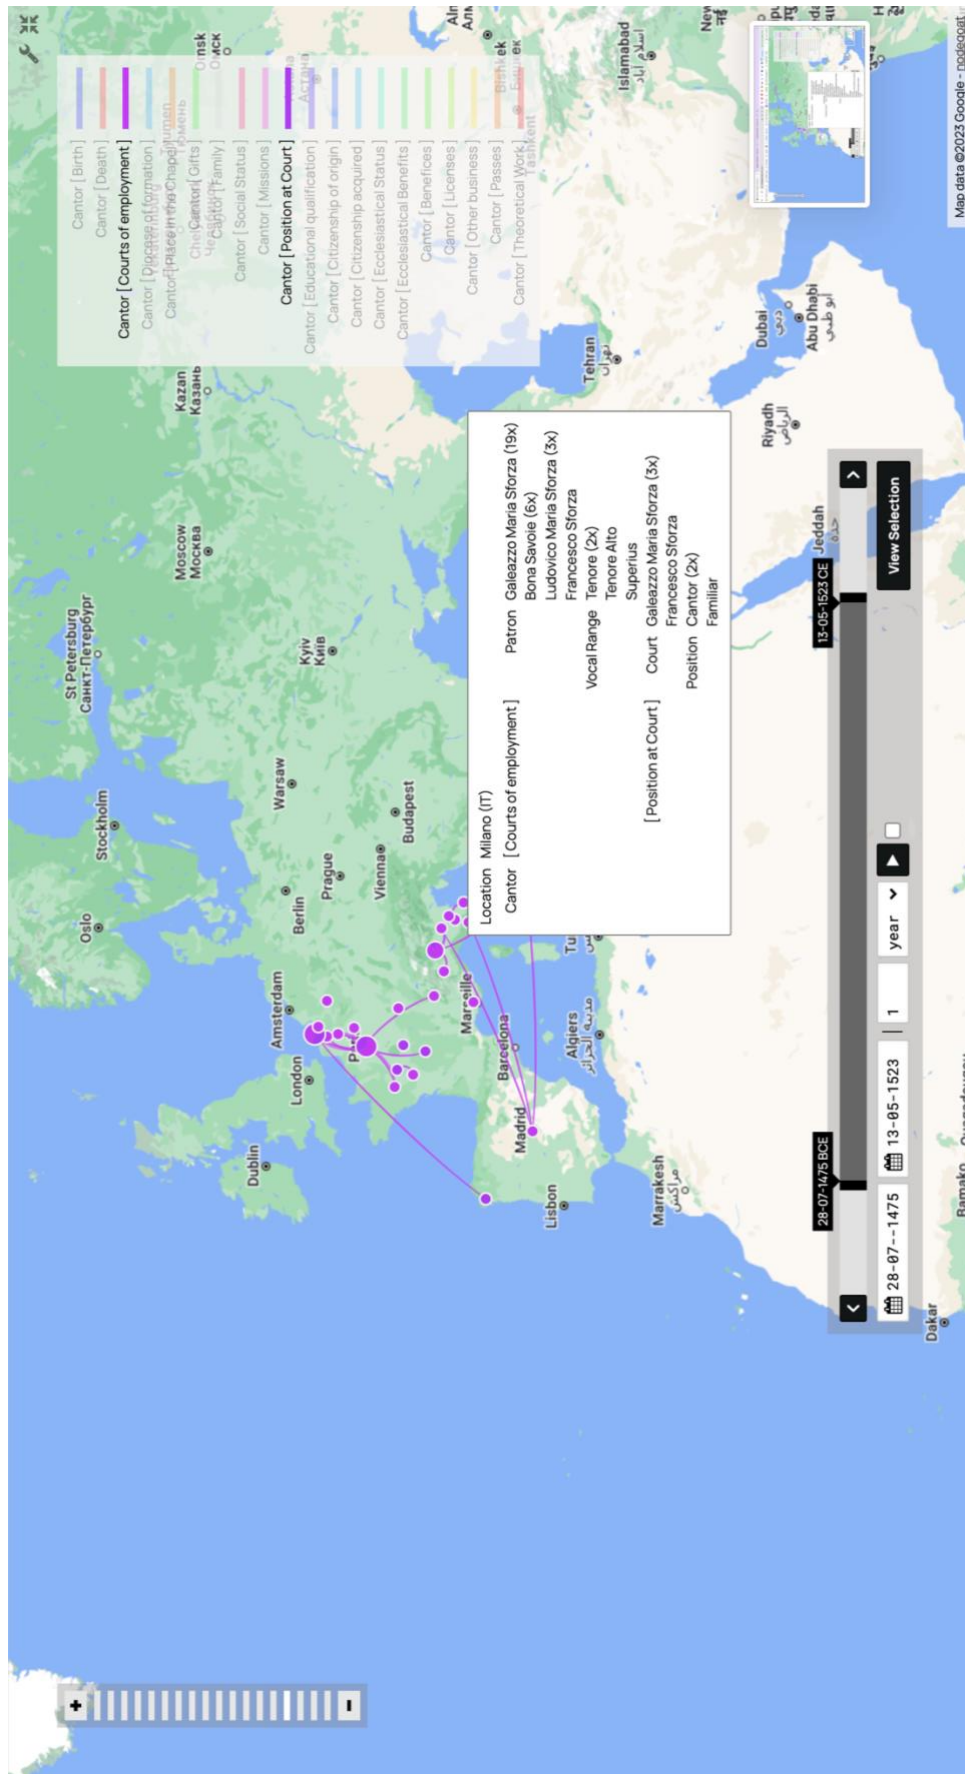 Cantor [Birth]
Cantor [Death]
Cantor [Courts of employment]
Cantor [Diocese of formation]
Cantor [Place in the Chapel]
Cantor [Gifts]
Cantor [Family]
Cantor [Social Status]
Cantor [Missions]
Cantor [Position at Court]
Cantor [Educational qualification]
Cantor [Citizenship of origin]
Cantor [Citizenship acquired]
Cantor [Ecclesiastical Status]
Cantor [Ecclesiastical Benefits]
Cantor [Benefices]
Cantor [Licenses]
Cantor [Other business]
Cantor [Passes]
Cantor [Theoretical Work]
+
−
Oslo
Stockholm
St Petersburg
Санкт-Петербург
Moscow
Москва
Kazan
Казань
Omsk
Омск
Астана
Bishkek
Бишкек
Tashkent
Islamabad
اسلام آباد
Dublin
London
Amsterdam
Berlin
Prague
Warsaw
Kyiv
Київ
Vienna
Budapest
Marseille
Barcelona
Madrid
Lisbon
Algiers
مدينة الجزائر
Marrakesh
مراكش
Tehran
تهران
Dubai
دبي
Abu Dhabi
أبو ظبي
Riyadh
الرياض
Jeddah
جدة
Dakar
Bamako
Location Milano (IT)
Cantor [Courts of employment] Patron Galeazzo Maria Sforza (19x)
Bona Savoie (6x)
Ludovico Maria Sforza (3x)
Francesco Sforza
Vocal Range Tenore (2x)
Tenore Alto
Superius
[Position at Court] Court Galeazzo Maria Sforza (3x)
Francesco Sforza
Position Cantor (2x)
Familiar
28-07-1475 BCE
13-05-1523 CE
28-07--1475 13-05-1523 | 1 year View Selection
Map data ©2023 Google - nodegoat